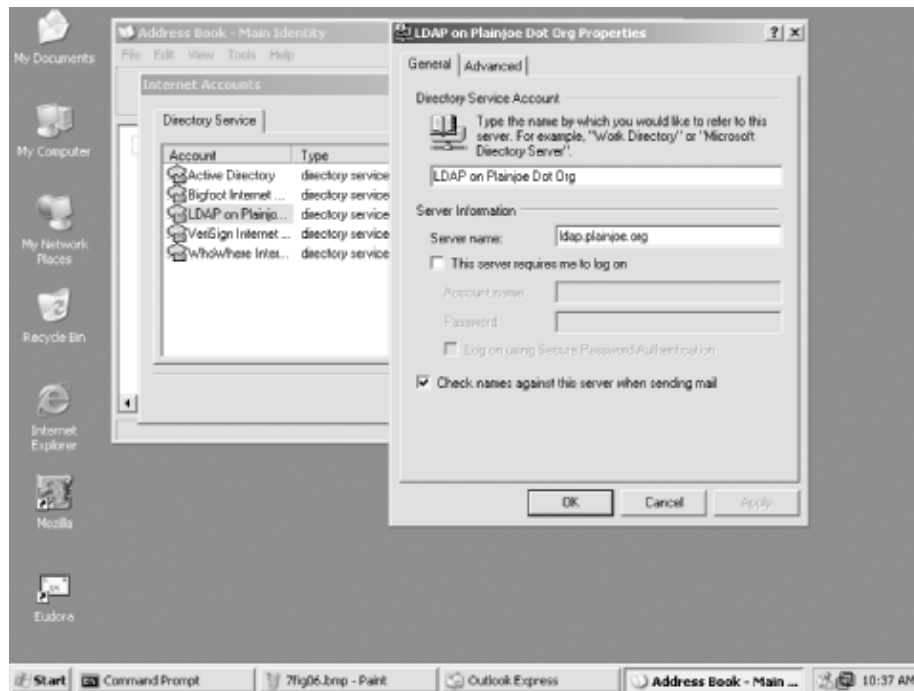 My Documents
My Computer
My Network
Places
Recycle Bin
Internet
Explorer
Mozilla
Eudora
Address Book - Main Identity
File Edit View Tools Help
Internet Accounts
Directory Service
Account Type
Active Directory directory service
Bigfoot Internet ... directory service
LDAP on Plainjo... directory service
VeriSign Internet ... directory service
WhoWhere Inter... directory service
LDAP on Plainjoe Dot Org Properties
General Advanced
Directory Service Account
Type the name by which you would like to refer to this
server. For example, "Work Directory" or "Microsoft
Directory Server".
LDAP on Plainjoe Dot Org
Server Information
Server name: ldap.plainjoe.org
This server requires me to log on
Account name:
Password:
Log on using Secure Password Authentication
Check names against this server when sending mail
OK Cancel Apply
Start Command Prompt 7fig06.bmp - Paint Outlook Express Address Book - Main ... 10:37 AM